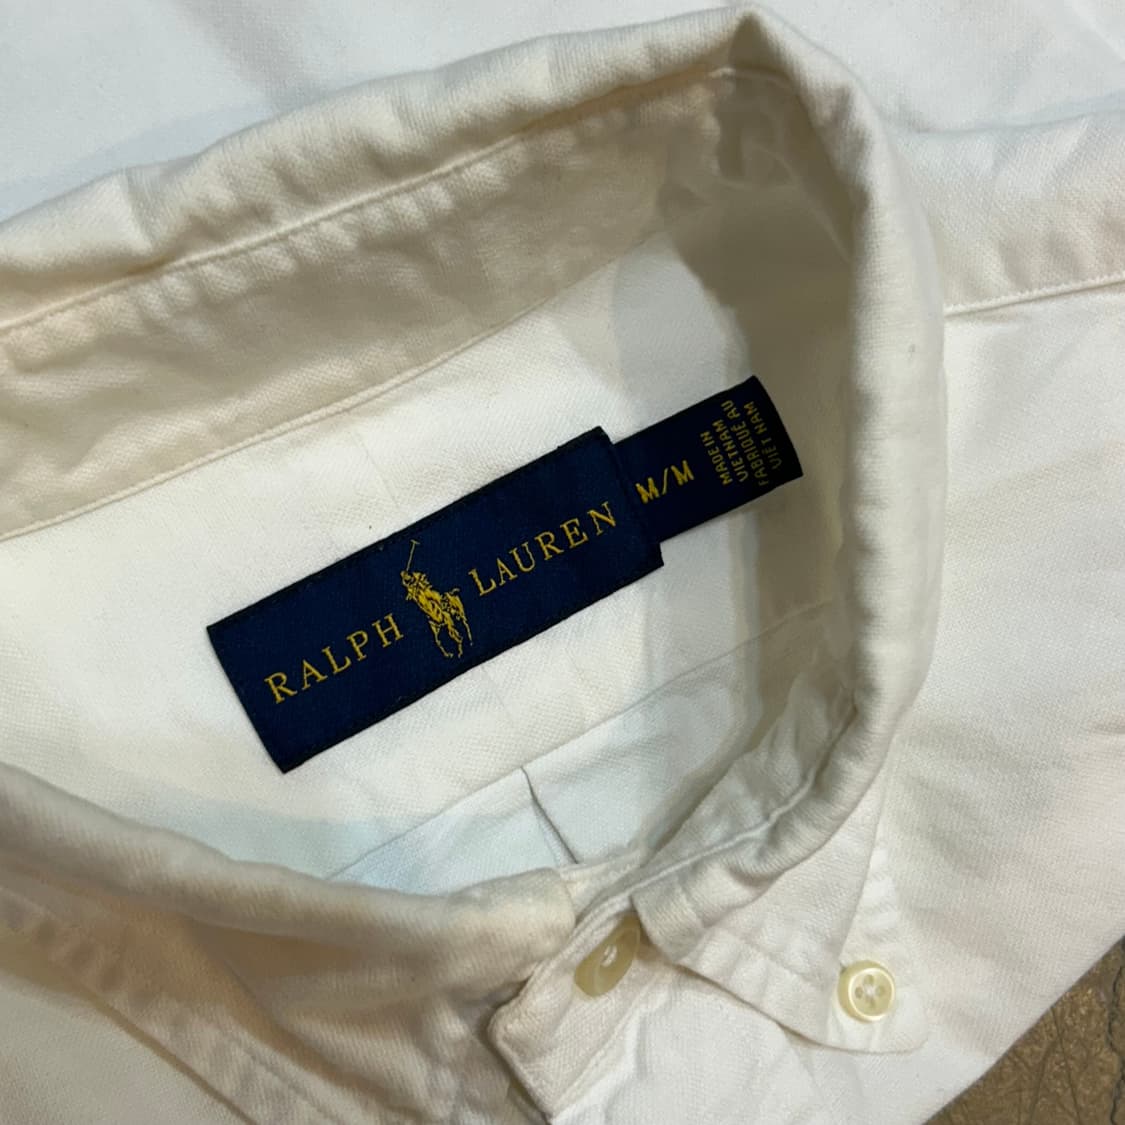 RALPH LAUREN
M/M
MADE IN
VIETNAM
FABRIQUÉ AU
VIET NAM